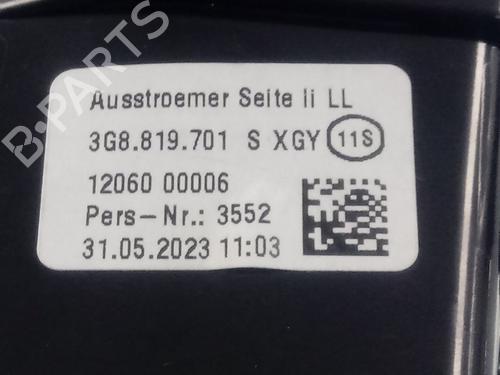 Ausstroemer Seite li LL
3G8.819.701 S XGY 11S
12060 00006
Pers-Nr.: 3552
31.05.2023 11:03